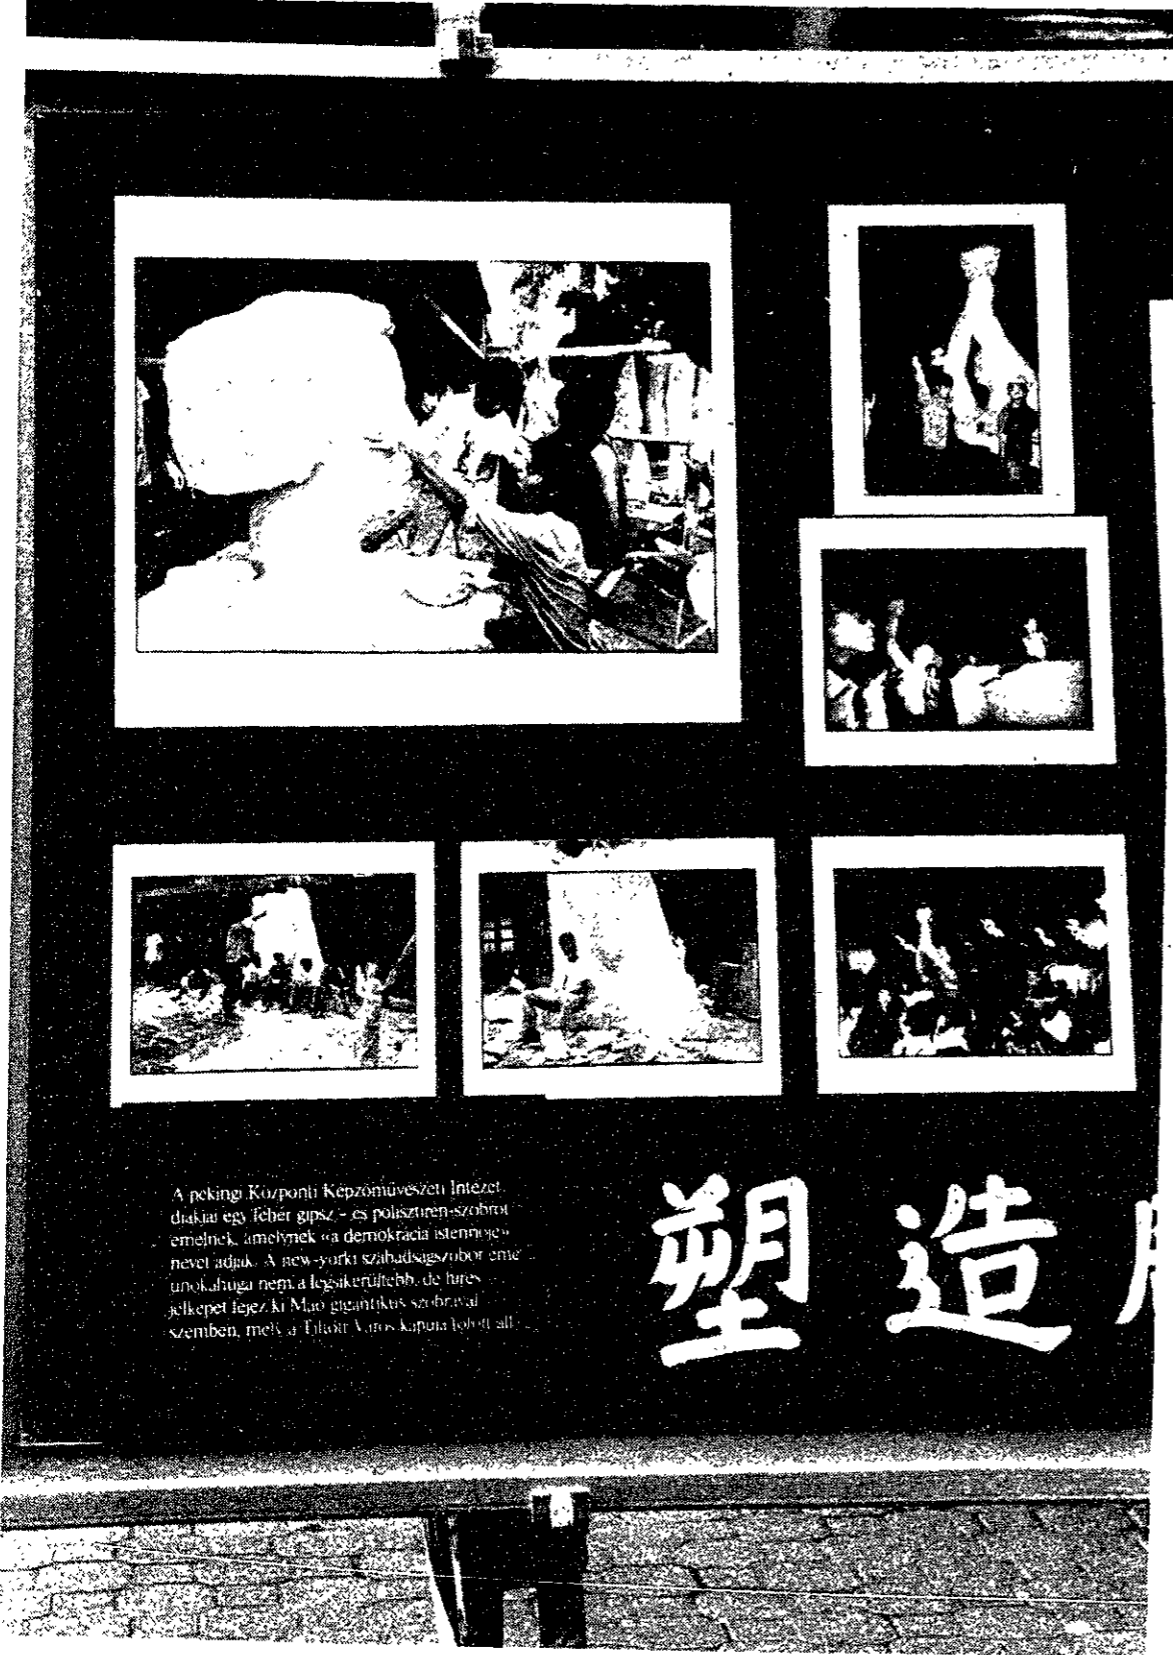 A pekingi Központi Képzőművészeti Intézet
diákjai egy fehér gipsz - és polisztirén-szobrot
emelnek, amelynek «a demokrácia istennője»
nevet adják. A new-yorki szabadságszobor eme
unokahúga nem a legsikerültebb, de híres
jelképet fejez ki Mao gigantikus szobrával
szemben, mely a Tiltott Város kapuja fölött áll
塑造